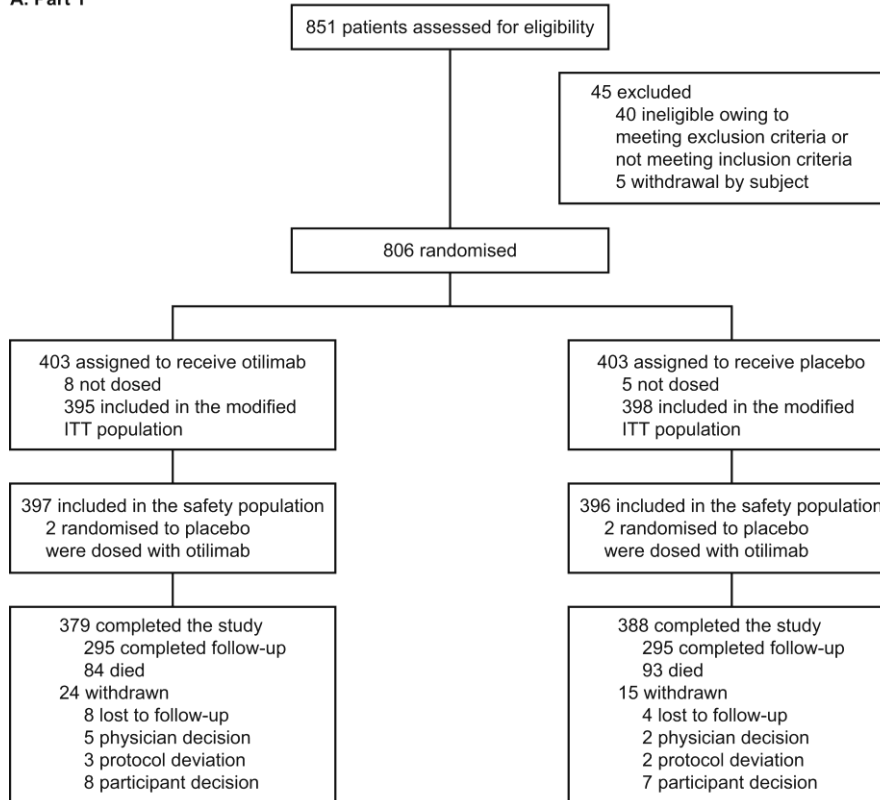 A. Part 1
851 patients assessed for eligibility
45 excluded
40 ineligible owing to
meeting exclusion criteria or
not meeting inclusion criteria
5 withdrawal by subject
806 randomised
403 assigned to receive otilimab
8 not dosed
395 included in the modified
ITT population
403 assigned to receive placebo
5 not dosed
398 included in the modified
ITT population
397 included in the safety population
2 randomised to placebo
were dosed with otilimab
396 included in the safety population
2 randomised to placebo
were dosed with otilimab
379 completed the study
295 completed follow-up
84 died
24 withdrawn
8 lost to follow-up
5 physician decision
3 protocol deviation
8 participant decision
388 completed the study
295 completed follow-up
93 died
15 withdrawn
4 lost to follow-up
2 physician decision
2 protocol deviation
7 participant decision